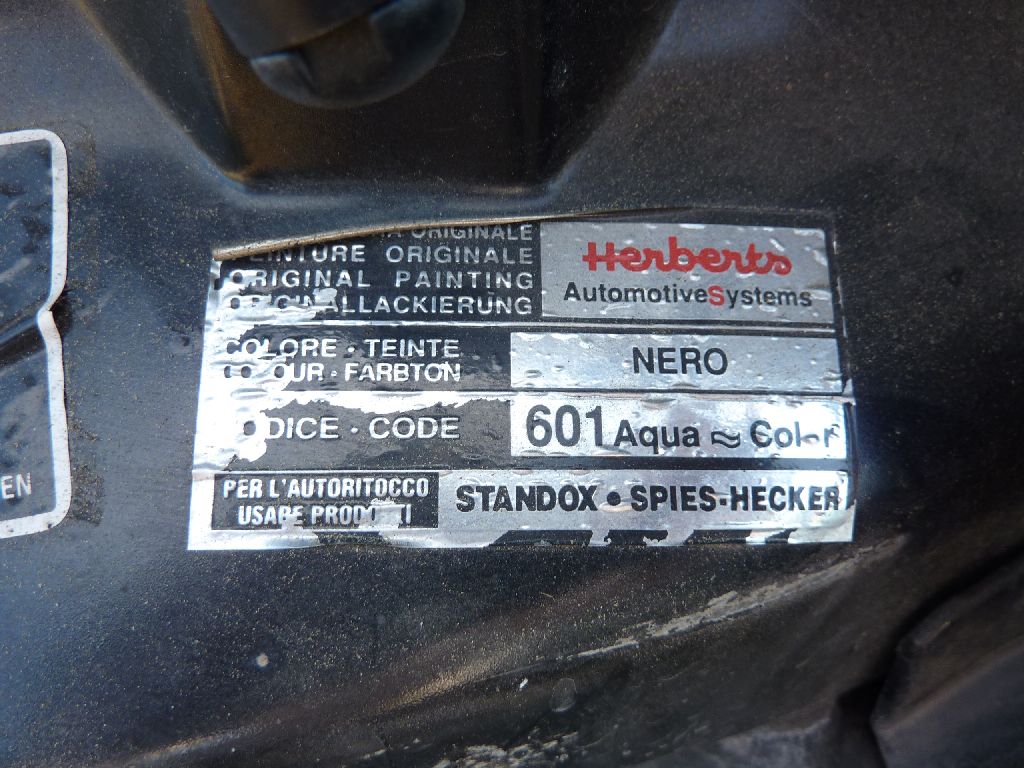 ORIGINALE
TEINTURE ORIGINALE
ORIGINAL PAINTING
ORIGINALLACKIERUNG
Herberts
AutomotiveSystems
COLORE · TEINTE
COLOUR · FARBTON
NERO
CODICE · CODE
601 Aqua ≈ Color
PER L'AUTORITOCCO
USARE PRODOTTI
STANDOX • SPIES-HECKER
EN